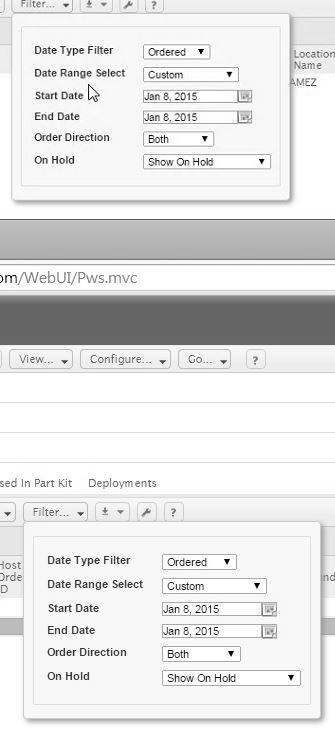 Filter...
Date Type Filter Ordered
Date Range Select Custom
Start Date Jan 8, 2015
End Date Jan 8, 2015
Order Direction Both
On Hold Show On Hold
Location
Name
AMEZ
om/WebUI/Pws.mvc
View... Configure... Go... ?
sed In Part Kit Deployments
Filter... ?
Host
Orde
D
Date Type Filter Ordered
Date Range Select Custom
Start Date Jan 8, 2015
End Date Jan 8, 2015
Order Direction Both
On Hold Show On Hold